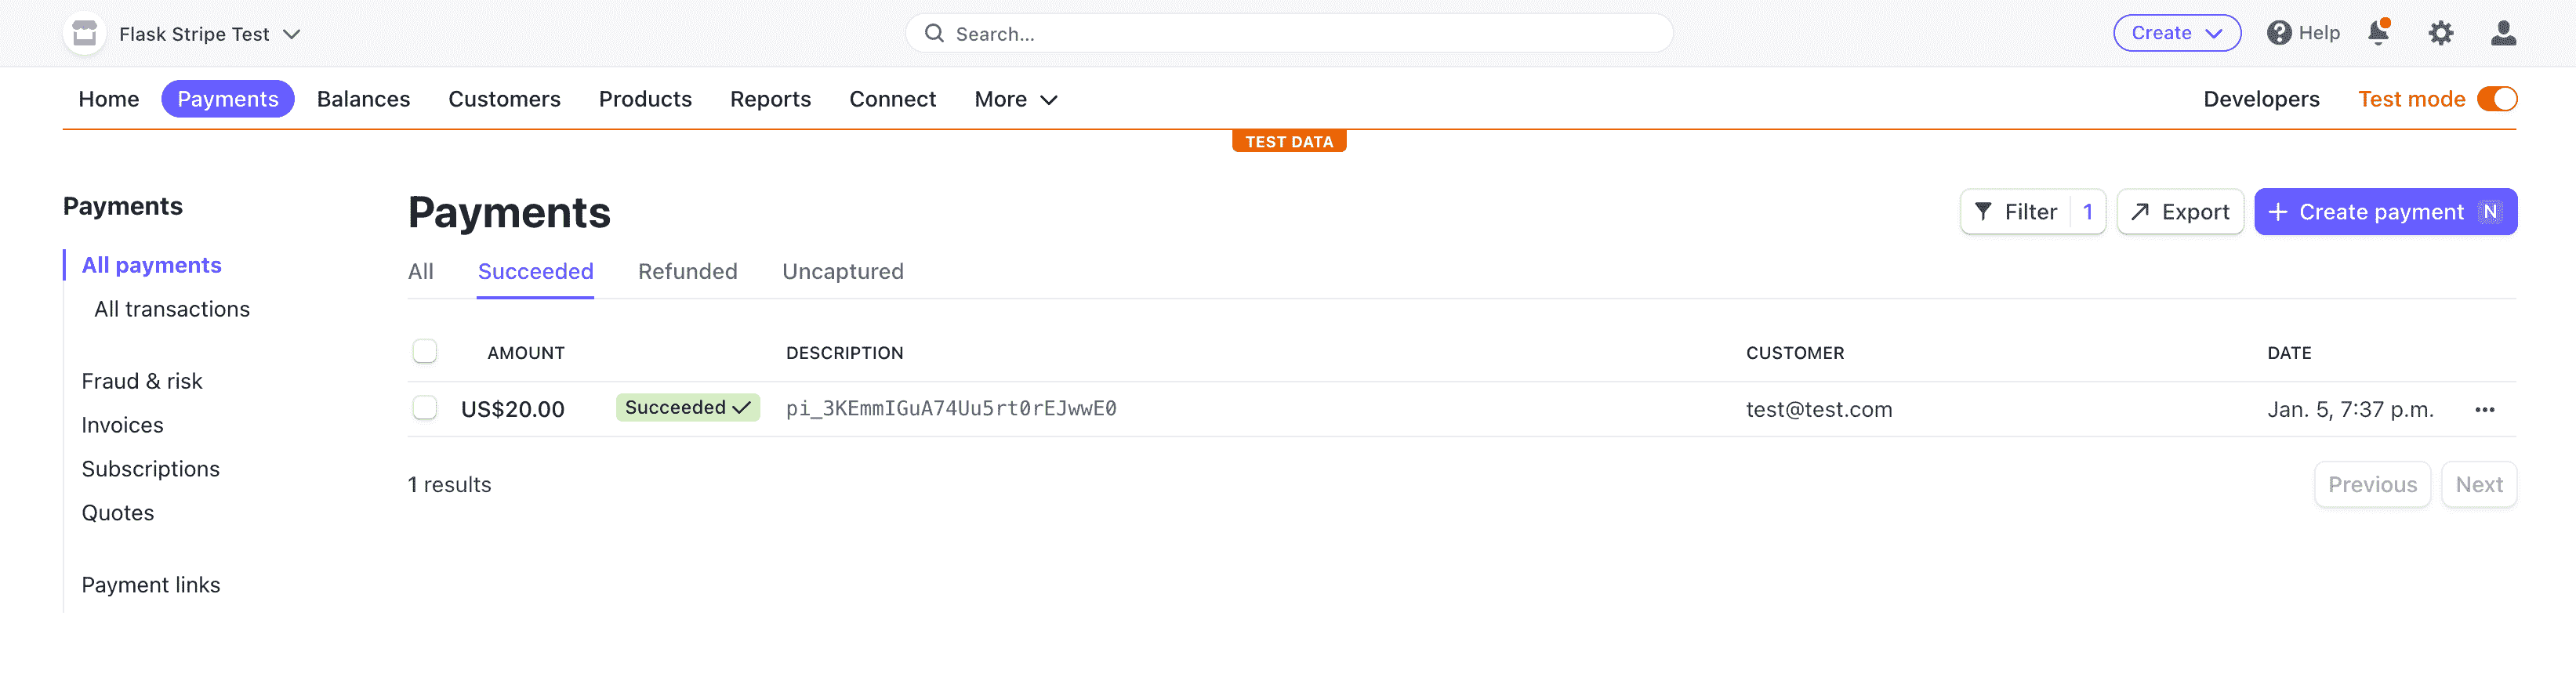 Flask Stripe Test
Search...
Create
Help
Home Payments Balances Customers Products Reports Connect More
Developers Test mode
TEST DATA
Payments
All payments
All transactions
Fraud & risk
Invoices
Subscriptions
Quotes
Payment links
Payments
Filter 1 Export Create payment N
All Succeeded Refunded Uncaptured
AMOUNT DESCRIPTION CUSTOMER DATE
US$20.00 Succeeded pi_3KEmmIGuA74Uu5rt0rEJwwE0 test@test.com Jan. 5, 7:37 p.m.
1 results
Previous Next